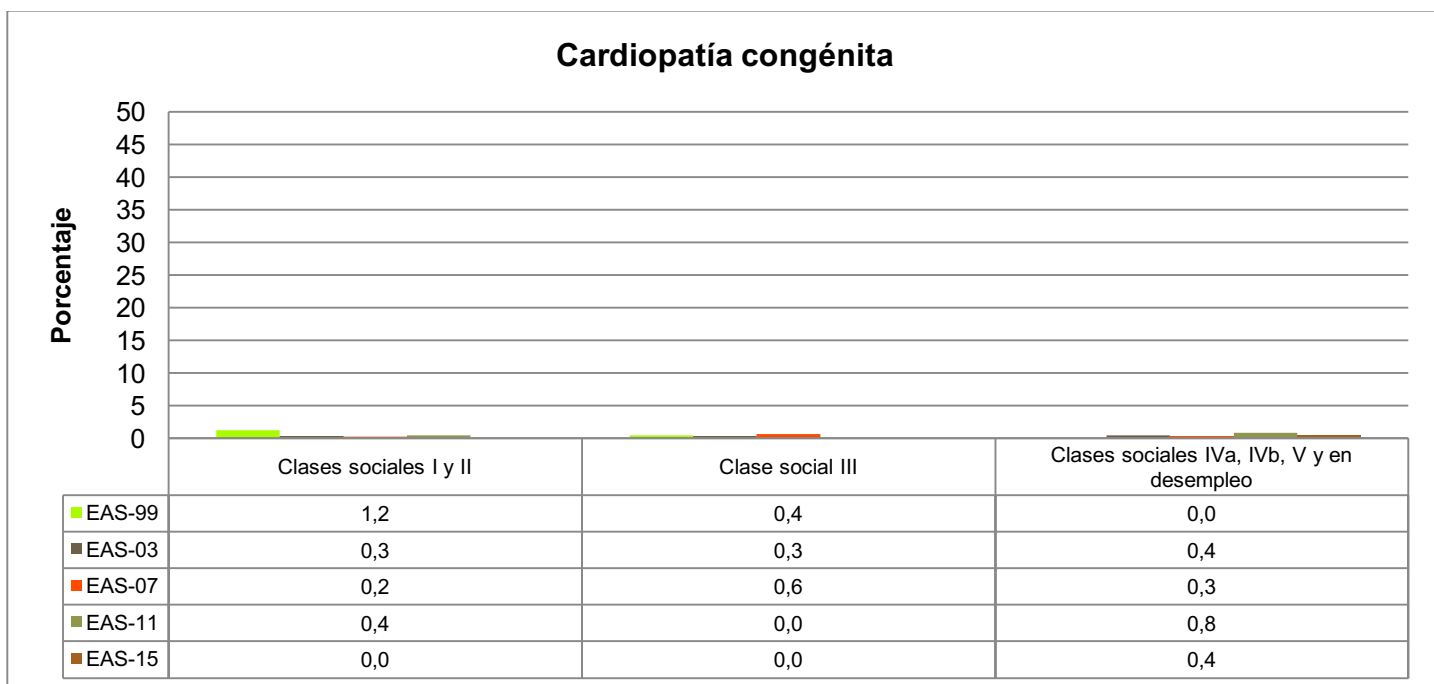 Cardiopatía congénita
Porcentaje
50
45
40
35
30
25
20
15
10
5
0
Clases sociales I y II
Clase social III
Clases sociales IVa, IVb, V y en
desempleo
EAS-99 1,2 0,4 0,0
EAS-03 0,3 0,3 0,4
EAS-07 0,2 0,6 0,3
EAS-11 0,4 0,0 0,8
EAS-15 0,0 0,0 0,4